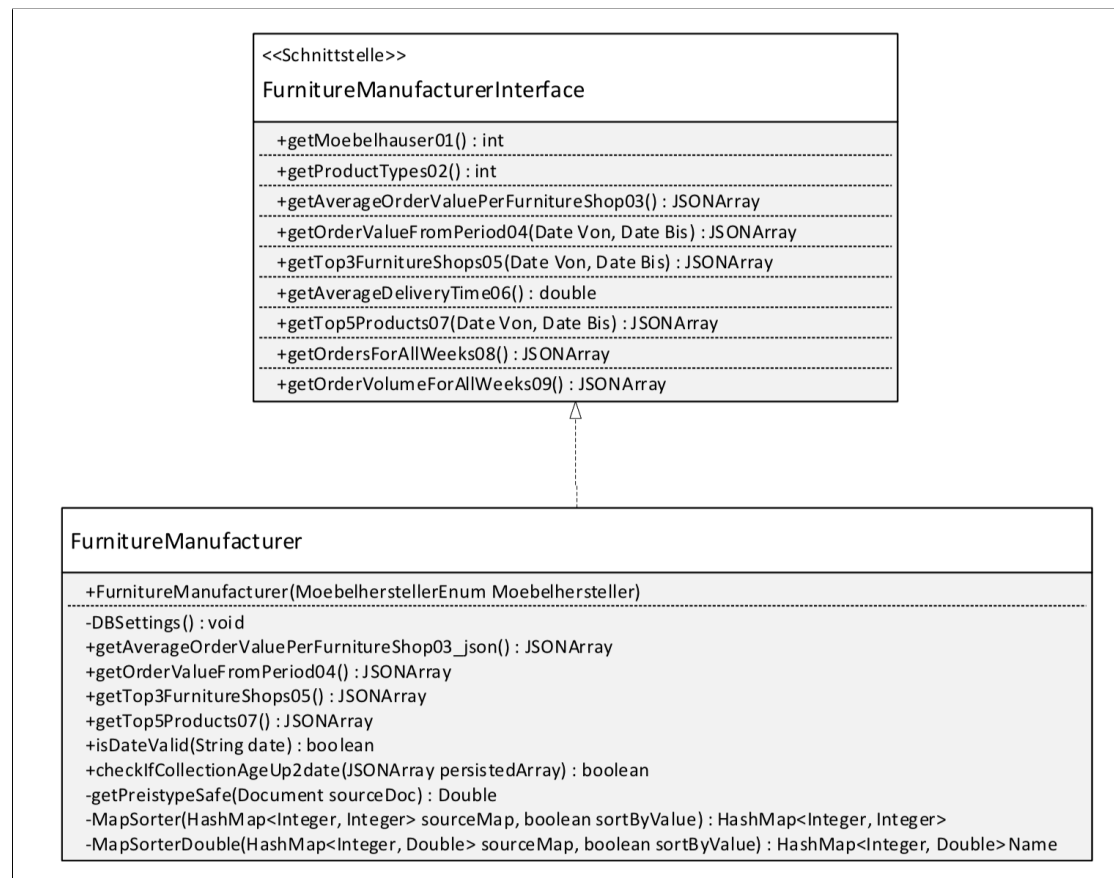 <<Schnittstelle>>
FurnitureManufacturerInterface
+getMoebelhauser01() : int
+getProductTypes02() : int
+getAverageOrderValuePerFurnitureShop03() : JSONArray
+getOrderValueFromPeriod04(Date Von, Date Bis) : JSONArray
+getTop3FurnitureShops05(Date Von, Date Bis) : JSONArray
+getAverageDeliveryTime06() : double
+getTop5Products07(Date Von, Date Bis) : JSONArray
+getOrdersForAllWeeks08() : JSONArray
+getOrderVolumeForAllWeeks09() : JSONArray
FurnitureManufacturer
+FurnitureManufacturer(MoebelherstellerEnum Moebelhersteller)
-DBSettings() : void
+getAverageOrderValuePerFurnitureShop03_json() : JSONArray
+getOrderValueFromPeriod04() : JSONArray
+getTop3FurnitureShops05() : JSONArray
+getTop5Products07() : JSONArray
+isDateValid(String date) : boolean
+checkIfCollectionAgeUp2date(JSONArray persistedArray) : boolean
-getPreistypeSafe(Document sourceDoc) : Double
-MapSorter(HashMap<Integer, Integer> sourceMap, boolean sortByValue) : HashMap<Integer, Integer>
-MapSorterDouble(HashMap<Integer, Double> sourceMap, boolean sortByValue) : HashMap<Integer, Double>Name